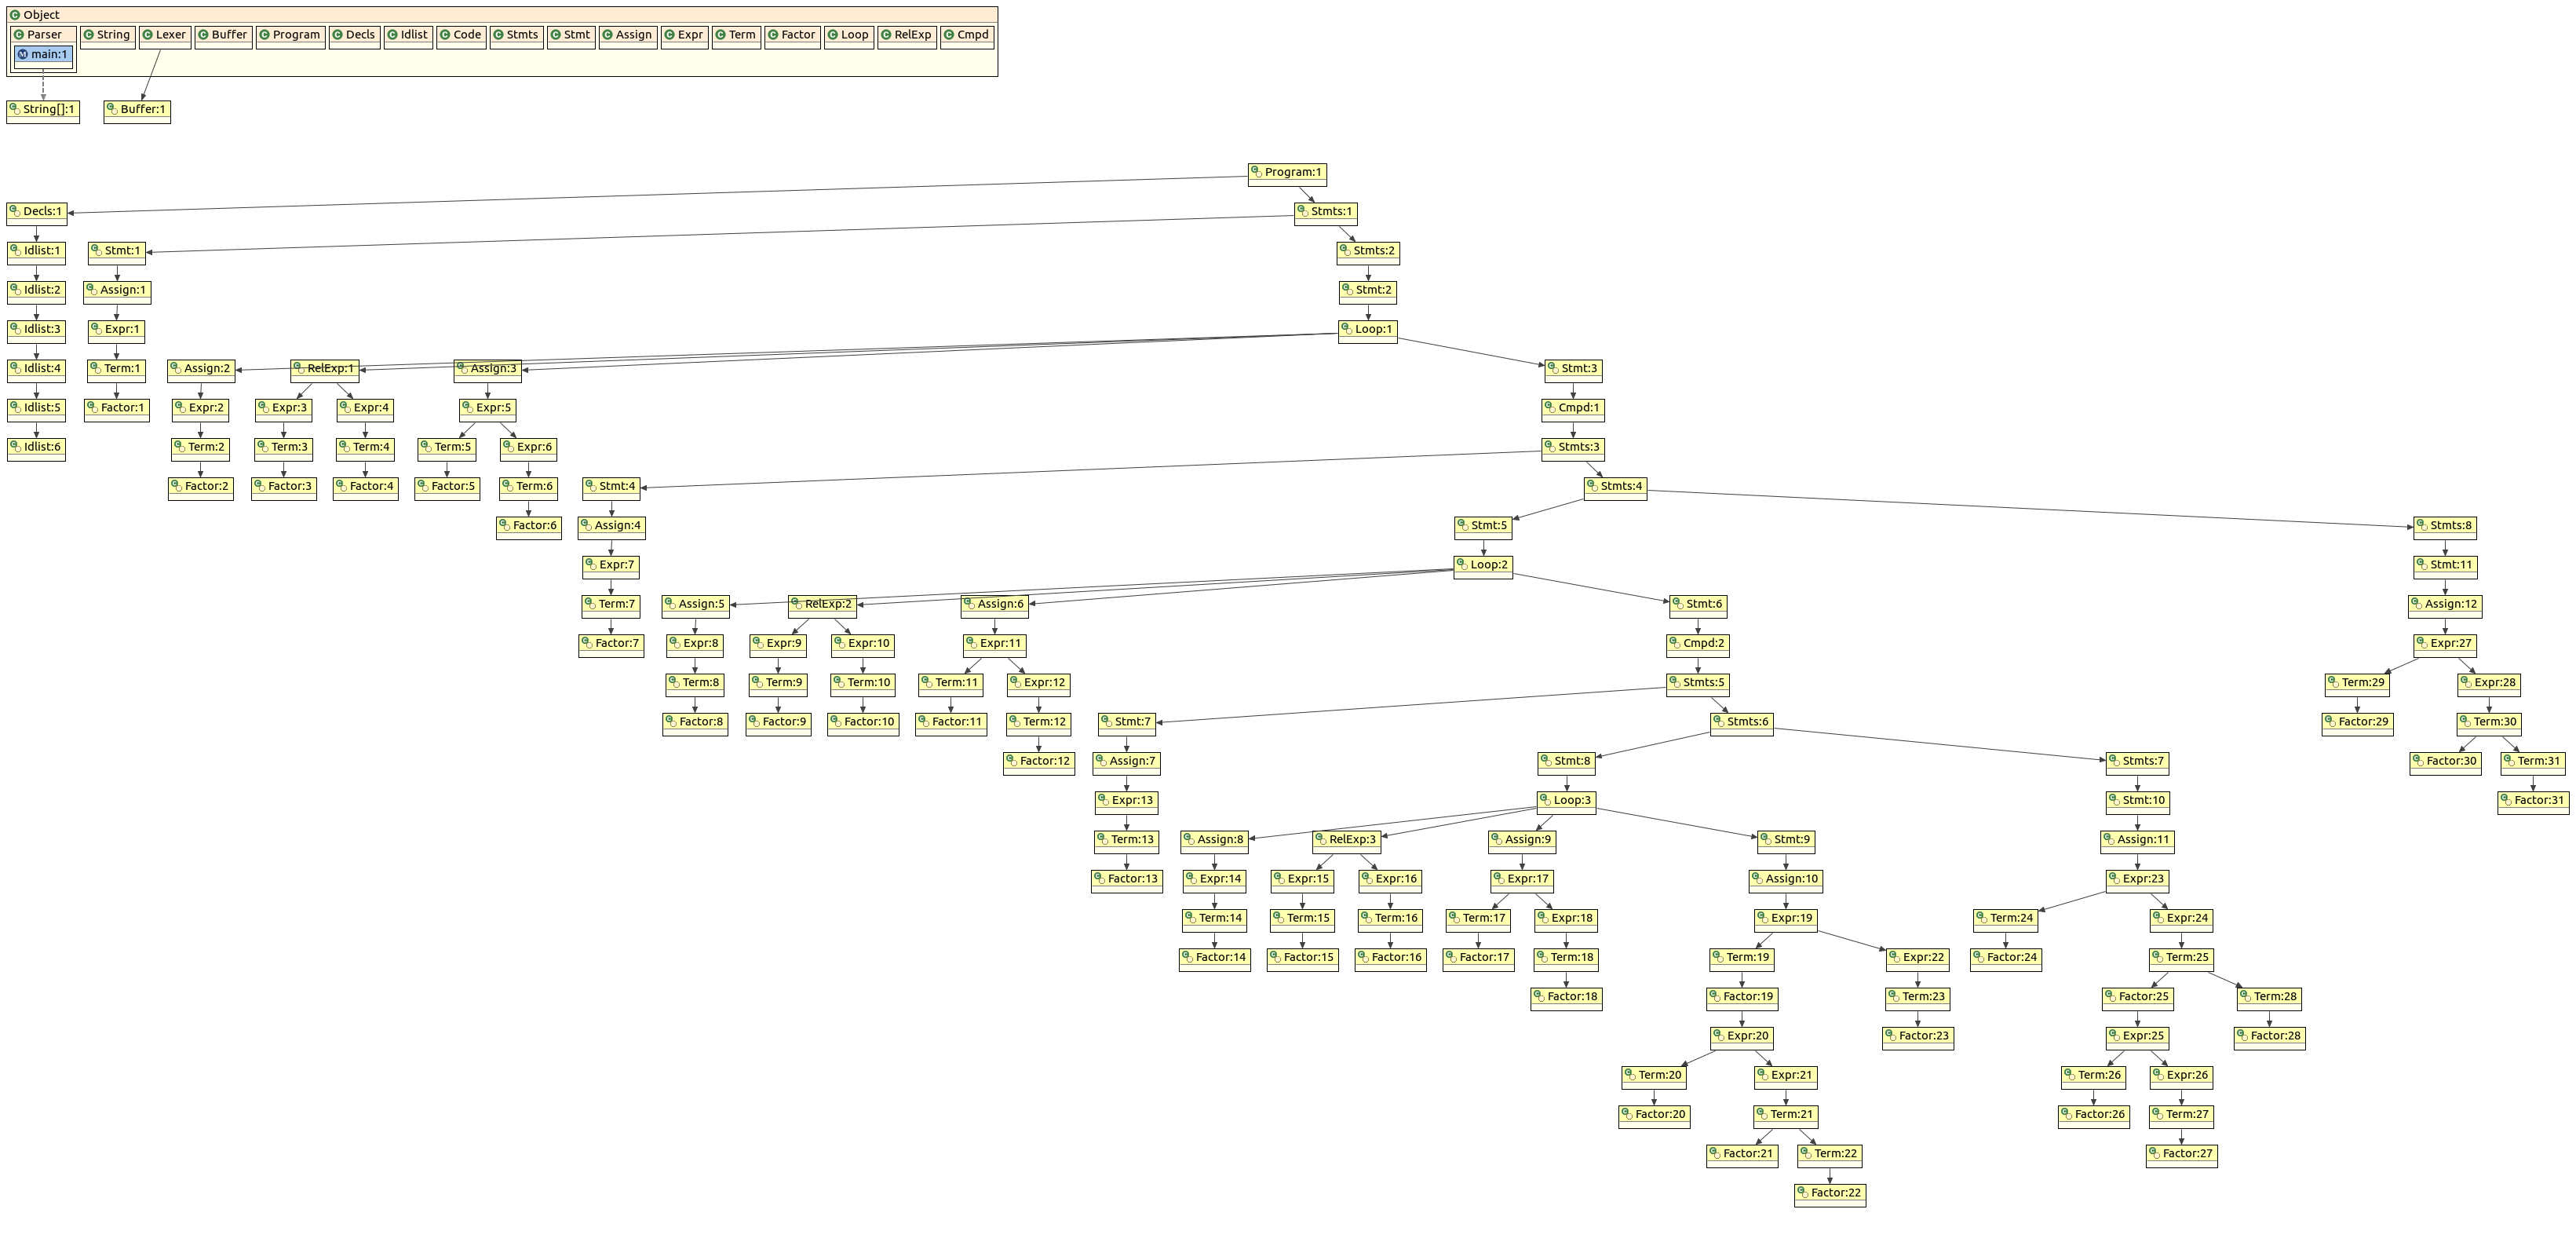 Object
Parser String Lexer Buffer Program Decls Idlist Code Stmts Stmt Assign Expr Term Factor Loop RelExp Cmpd
main:1
String[]:1 Buffer:1
Program:1
Decls:1 Stmts:1
Idlist:1 Stmt:1 Stmts:2
Idlist:2 Assign:1 Stmt:2
Idlist:3 Expr:1 Loop:1
Idlist:4 Term:1 Assign:2 RelExp:1 Assign:3 Stmt:3
Idlist:5 Factor:1 Expr:2 Expr:3 Expr:4 Expr:5 Cmpd:1
Idlist:6 Term:2 Term:3 Term:4 Term:5 Expr:6 Stmts:3
Factor:2 Factor:3 Factor:4 Factor:5 Term:6 Stmt:4 Stmts:4
Factor:6 Assign:4 Stmt:5 Stmts:8
Expr:7 Loop:2 Stmt:11
Term:7 Assign:5 RelExp:2 Assign:6 Stmt:6 Assign:12
Factor:7 Expr:8 Expr:9 Expr:10 Expr:11 Cmpd:2 Expr:27
Term:8 Term:9 Term:10 Term:11 Expr:12 Stmts:5 Term:29 Expr:28
Factor:8 Factor:9 Factor:10 Factor:11 Term:12 Stmt:7 Stmts:6 Factor:29 Term:30
Factor:12 Assign:7 Stmt:8 Stmts:7 Factor:30 Term:31
Expr:13 Loop:3 Stmt:10 Factor:31
Term:13 Assign:8 RelExp:3 Assign:9 Stmt:9 Assign:11
Factor:13 Expr:14 Expr:15 Expr:16 Expr:17 Assign:10 Expr:23
Term:14 Term:15 Term:16 Term:17 Expr:18 Expr:19 Term:24 Expr:24
Factor:14 Factor:15 Factor:16 Factor:17 Term:18 Term:19 Expr:22 Factor:24 Term:25
Factor:18 Factor:19 Term:23 Factor:25 Term:28
Expr:20 Factor:23 Expr:25 Factor:28
Term:20 Expr:21 Term:26 Expr:26
Factor:20 Term:21 Factor:26 Term:27
Factor:21 Term:22 Factor:27
Factor:22